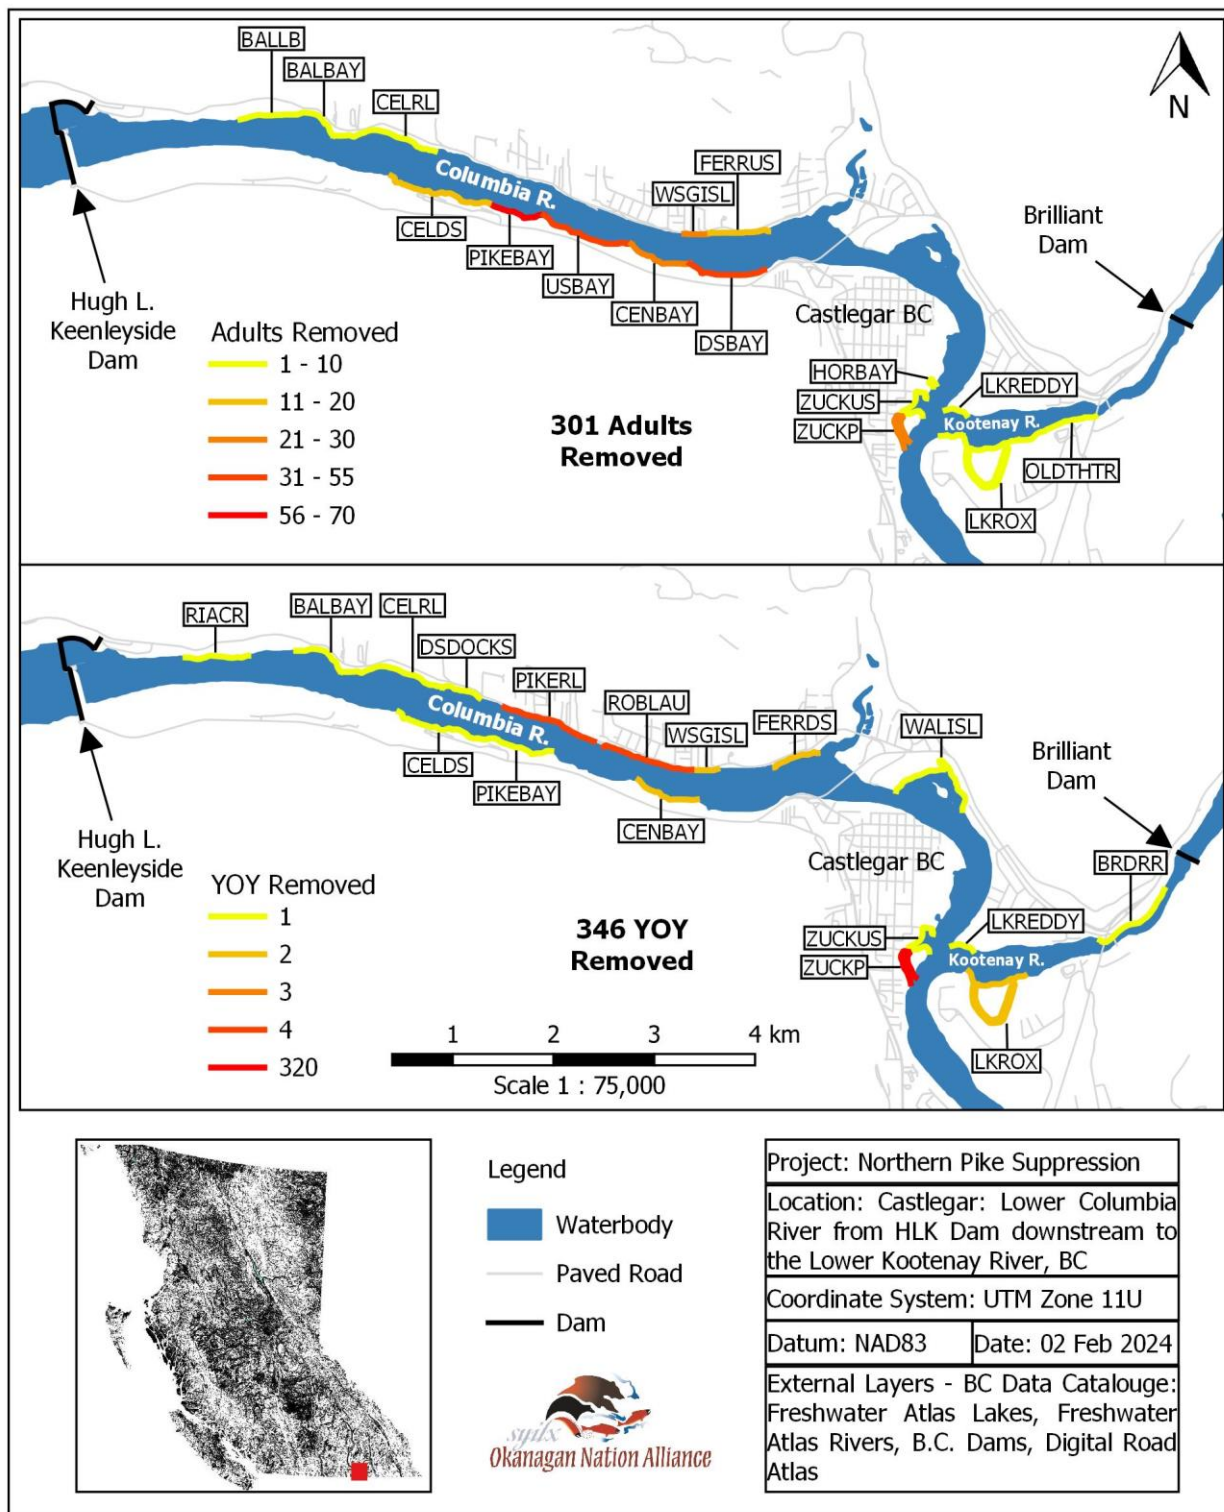 BALLB
BALBAY
CELRL
Columbia R.
WSGISL
FERRUS
N
CELDS
PIKEBAY
USBAY
CENBAY
DSBAY
Brilliant
Dam
Hugh L.
Keenleyside
Dam
Castlegar BC
Adults Removed
1 - 10
11 - 20
21 - 30
31 - 55
56 - 70
301 Adults
Removed
HORBAY
ZUCKUS
ZUCKP
LKREDDY
Kootenay R.
OLDTHTR
LKROX
RIACR
BALBAY
CELRL
DSDOCKS
PIKERL
ROBLAU
WSGISL
FERRDS
WALISL
Columbia R.
CELDS
PIKEBAY
CENBAY
Brilliant
Dam
Hugh L.
Keenleyside
Dam
Castlegar BC
BRDRR
YOY Removed
1
2
3
4
320
346 YOY
Removed
ZUCKUS
ZUCKP
LKREDDY
Kootenay R.
LKROX
1 2 3 4 km
Scale 1 : 75,000
Legend
Waterbody
Paved Road
Dam
syilx
Okanagan Nation Alliance
Project: Northern Pike Suppression
Location: Castlegar: Lower Columbia
River from HLK Dam downstream to
the Lower Kootenay River, BC
Coordinate System: UTM Zone 11U
Datum: NAD83 Date: 02 Feb 2024
External Layers - BC Data Catalouge:
Freshwater Atlas Lakes, Freshwater
Atlas Rivers, B.C. Dams, Digital Road
Atlas